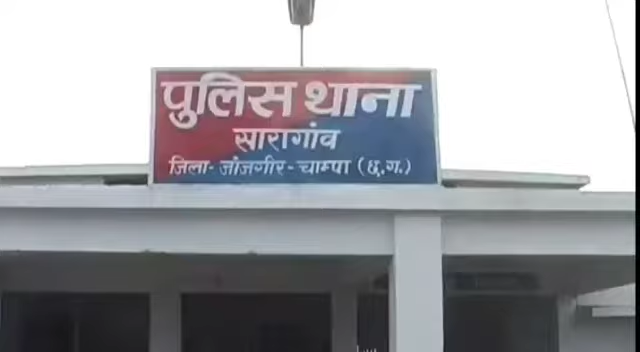 पुलिस थाना
सारागांव
जिला- जांजगीर - चाम्पा (छ.ग.)